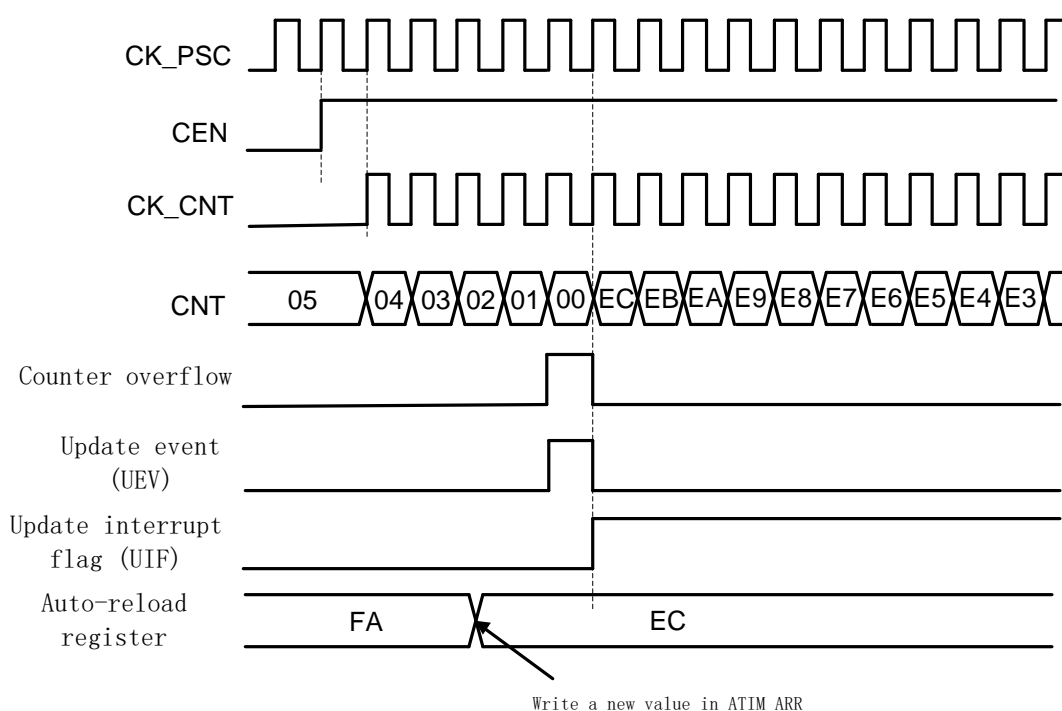 CK_PSC
CEN
CK_CNT
CNT 05 04 03 02 01 00 EC EB EA E9 E8 E7 E6 E5 E4 E3
Counter overflow
Update event
(UEV)
Update interrupt
flag (UIF)
Auto-reload
register
FA EC
Write a new value in ATIM ARR